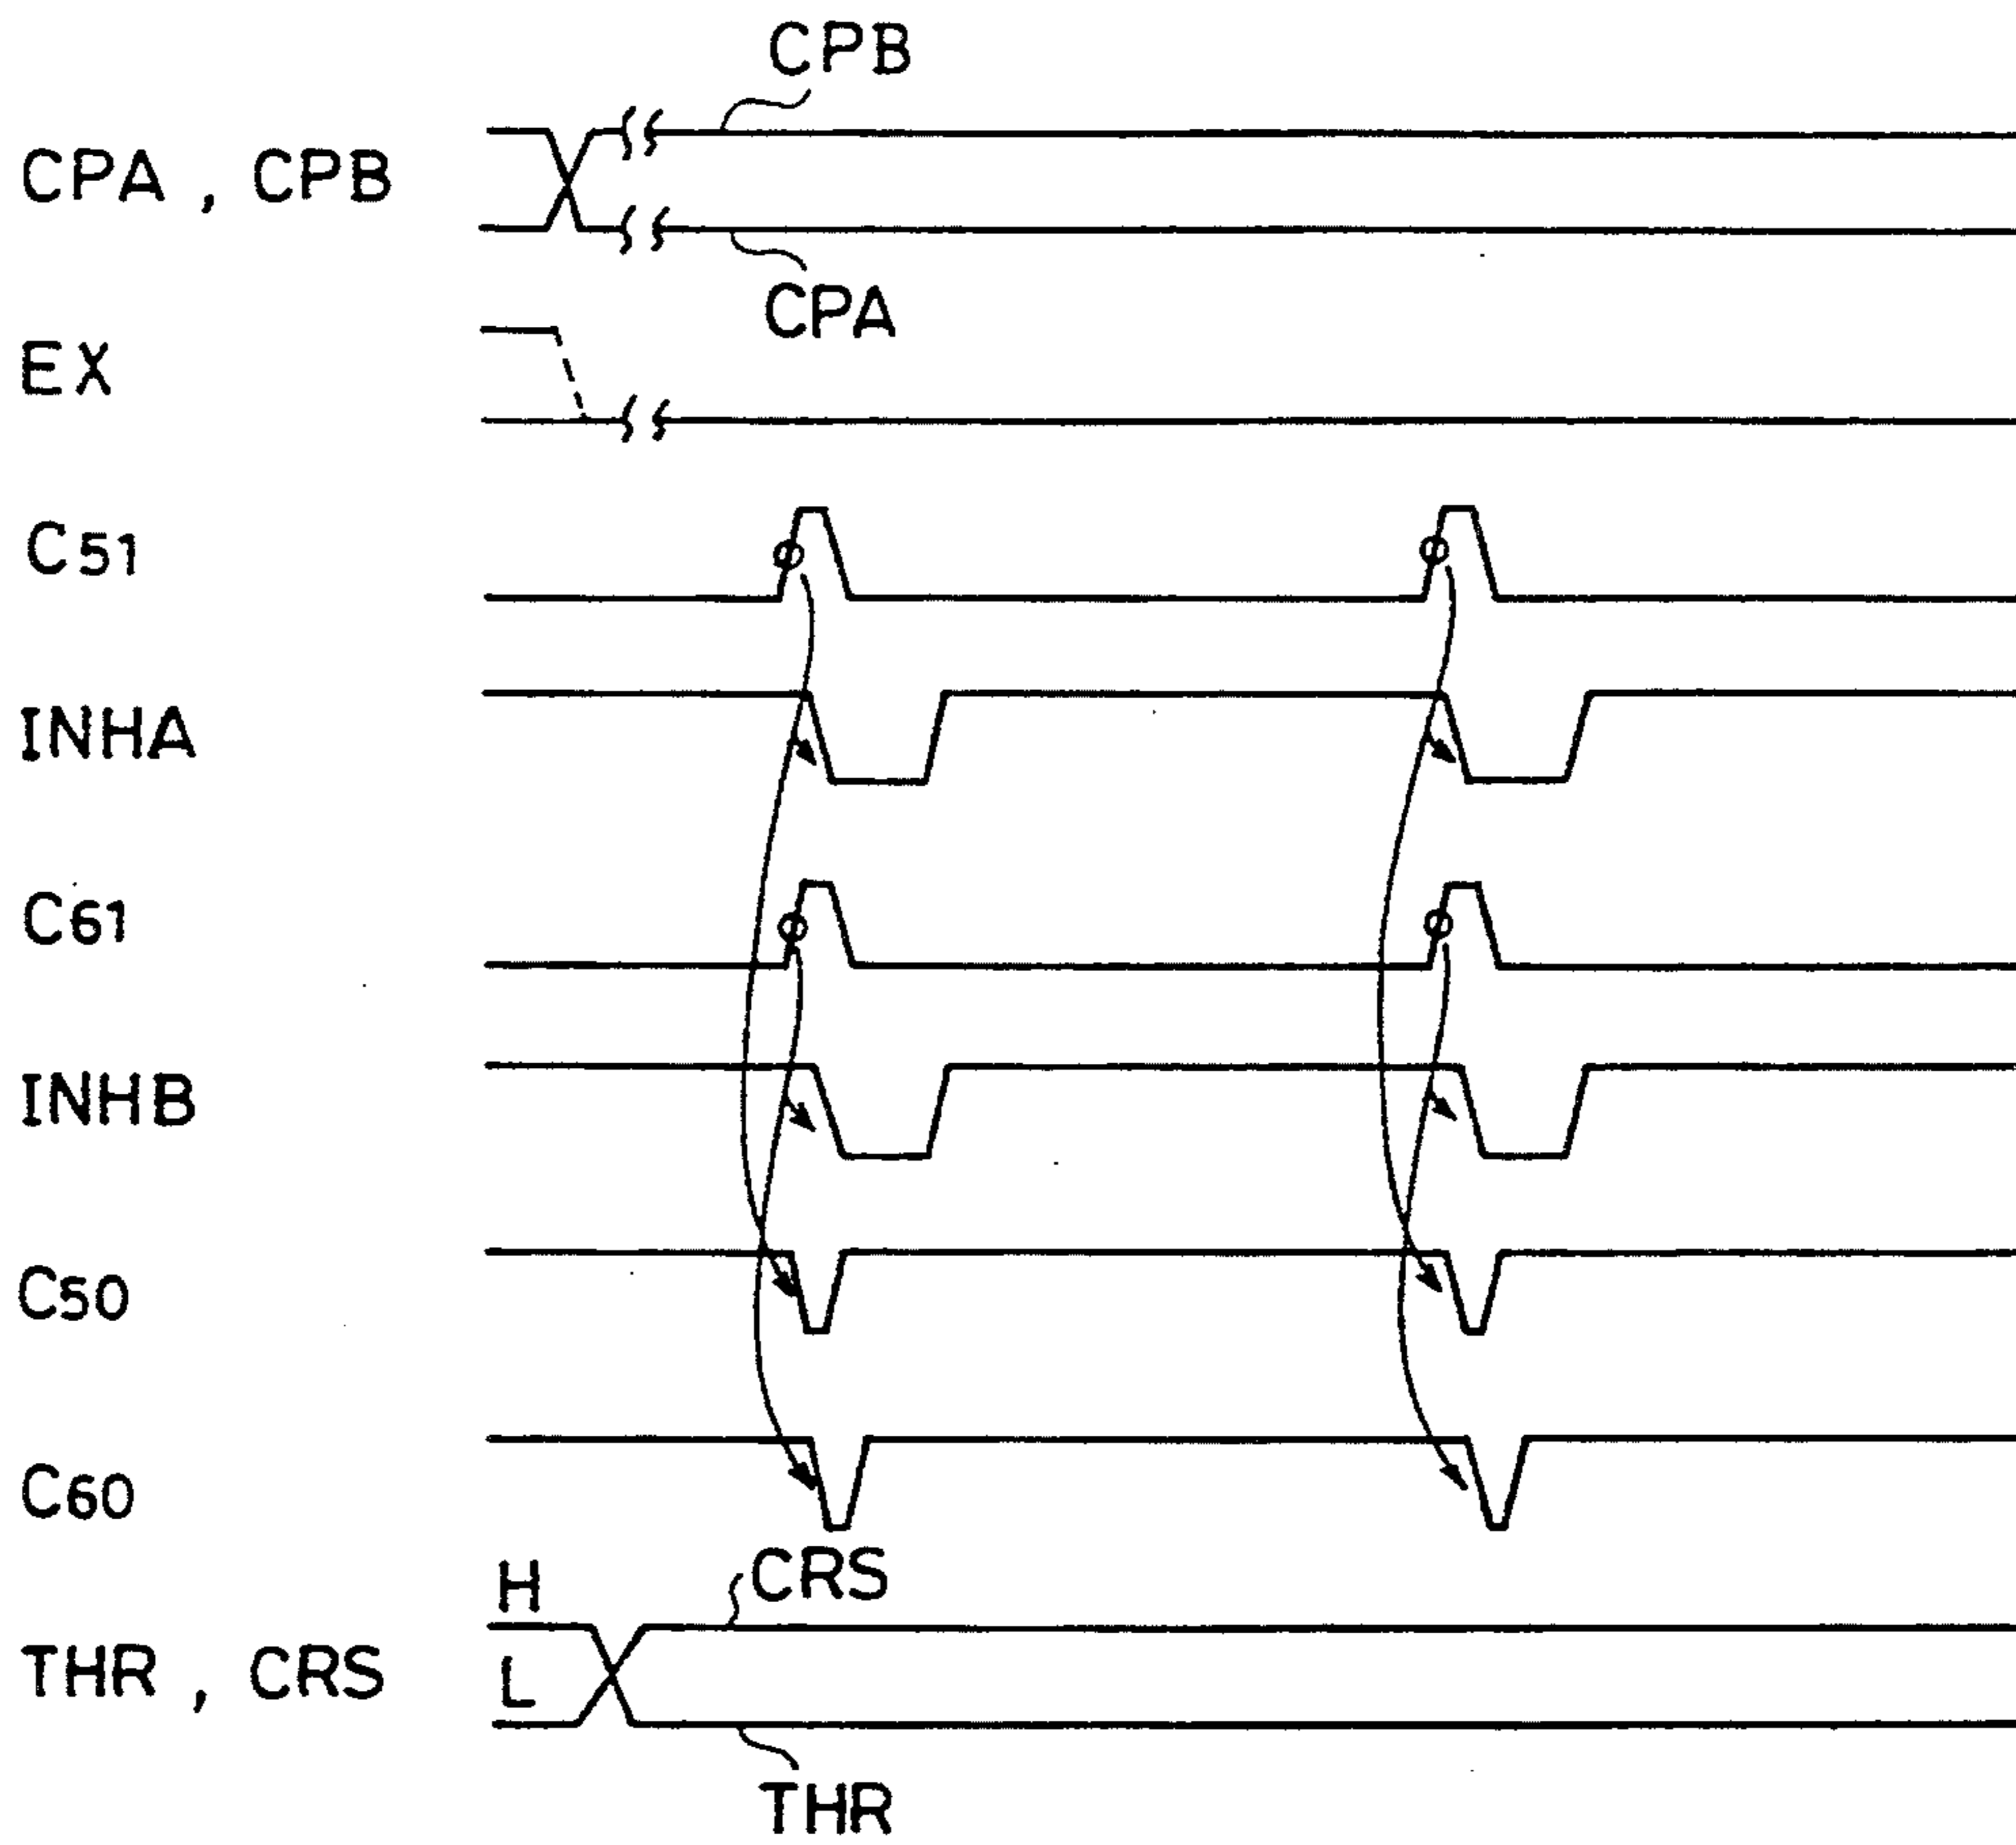 CPB
CPA , CPB
CPA
EX
C51
INHA
C61
INHB
C50
C60
H
CRS
THR , CRS
L
THR